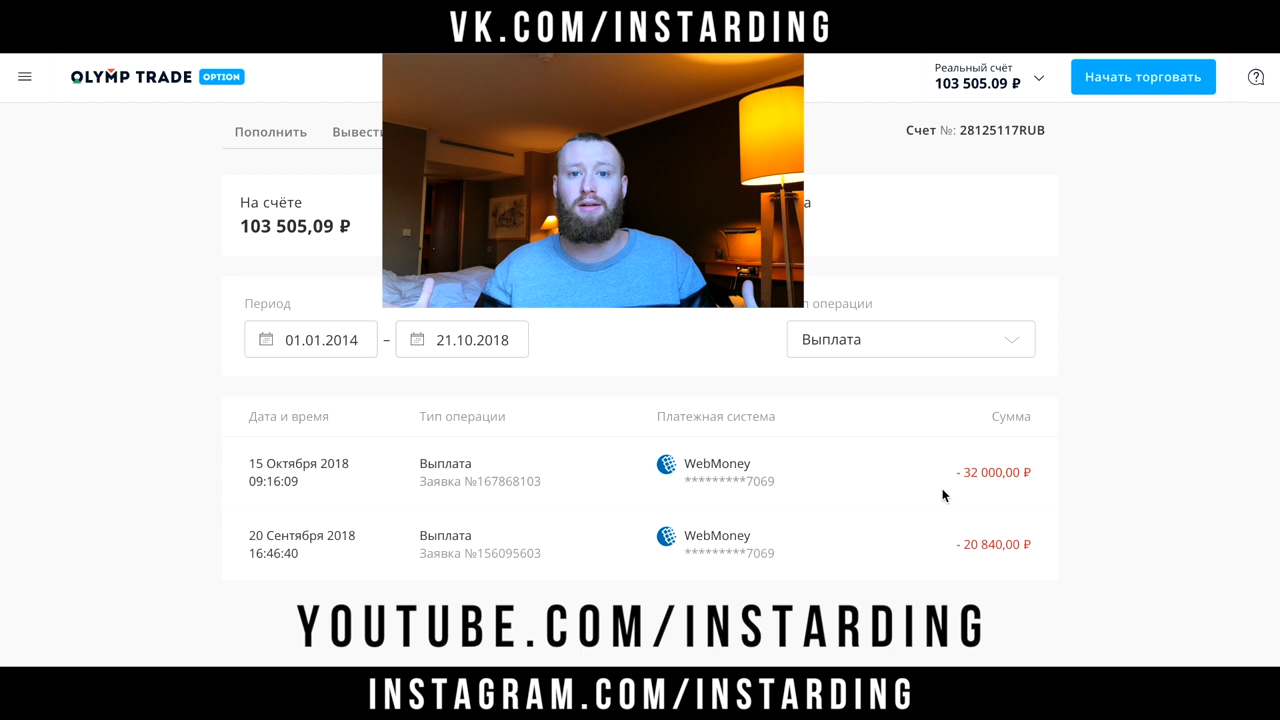 VK.COM/INSTARDING
OLYMP TRADE OPTION
Реальный счёт
103 505.09 ₽
Начать торговать
Пополнить Вывести
Счет №: 28125117RUB
На счёте
103 505,09 ₽
Период
операции
01.01.2014 – 21.10.2018
Выплата
Дата и время Тип операции Платежная система Сумма
15 Октября 2018 Выплата WebMoney - 32 000,00 ₽
09:16:09 Заявка №167868103 *********7069
20 Сентября 2018 Выплата WebMoney - 20 840,00 ₽
16:46:40 Заявка №156095603 *********7069
YOUTUBE.COM/INSTARDING
INSTAGRAM.COM/INSTARDING